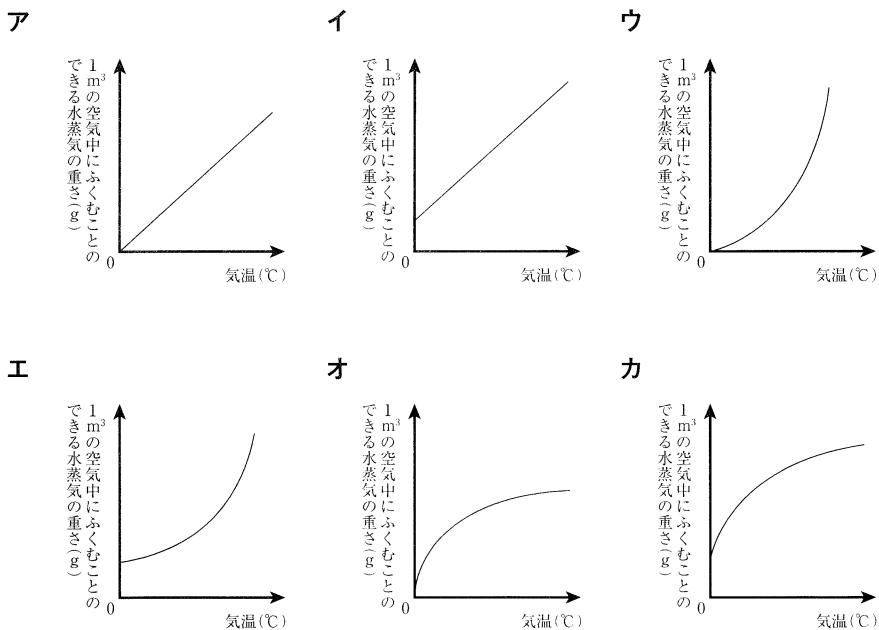 ア
1m³の空気中にふくむことの
できる水蒸気の重さ(g)
0
気温(℃)
イ
1m³の空気中にふくむことの
できる水蒸気の重さ(g)
0
気温(℃)
ウ
1m³の空気中にふくむことの
できる水蒸気の重さ(g)
0
気温(℃)
エ
1m³の空気中にふくむことの
できる水蒸気の重さ(g)
0
気温(℃)
オ
1m³の空気中にふくむことの
できる水蒸気の重さ(g)
0
気温(℃)
カ
1m³の空気中にふくむことの
できる水蒸気の重さ(g)
0
気温(℃)